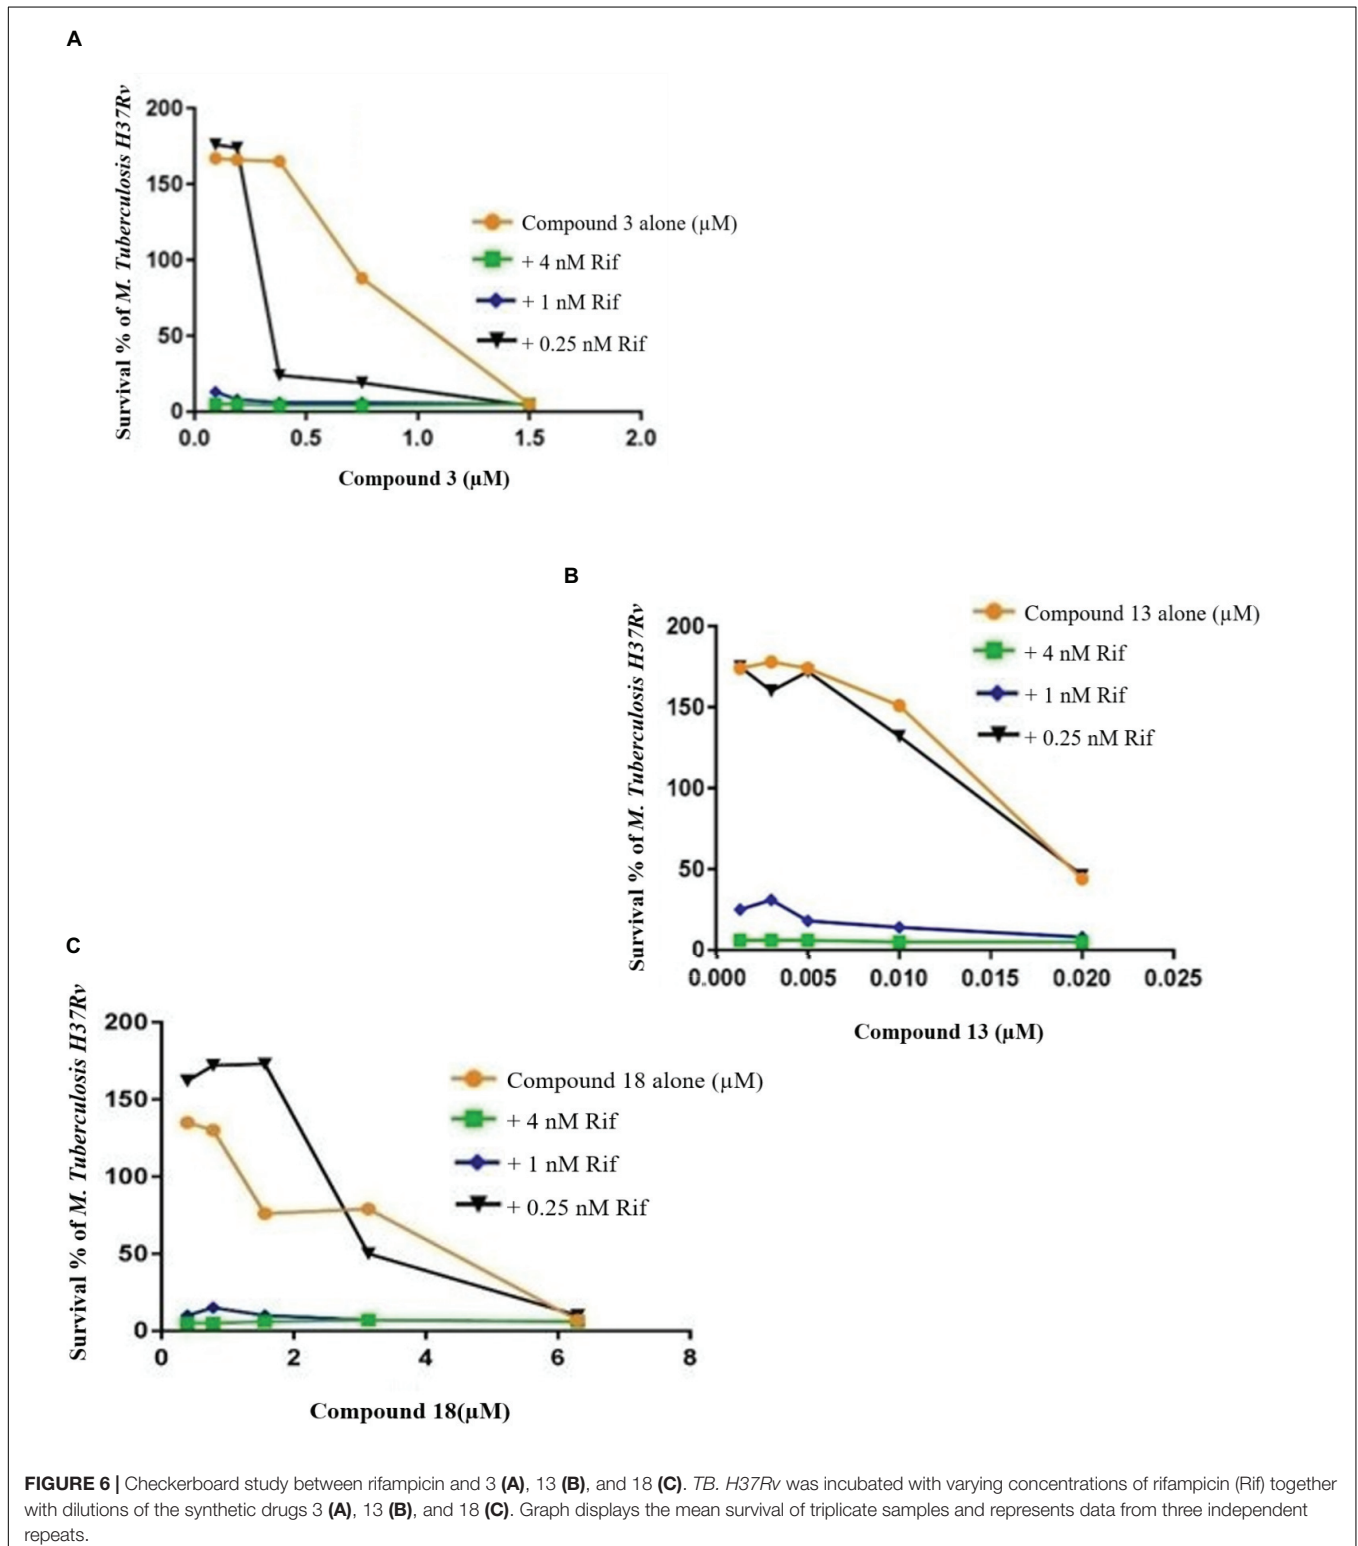 A
Survival % of M. Tuberculosis H37Rv
200
150
100
50
0
0.0 0.5 1.0 1.5 2.0
Compound 3 (µM)
Compound 3 alone (µM)
+ 4 nM Rif
+ 1 nM Rif
+ 0.25 nM Rif
B
Survival % of M. Tuberculosis H37Rv
200
150
100
50
0
0.000 0.005 0.010 0.015 0.020 0.025
Compound 13 (µM)
Compound 13 alone (µM)
+ 4 nM Rif
+ 1 nM Rif
+ 0.25 nM Rif
C
Survival % of M. Tuberculosis H37Rv
200
150
100
50
0
0 2 4 6 8
Compound 18(µM)
Compound 18 alone (µM)
+ 4 nM Rif
+ 1 nM Rif
+ 0.25 nM Rif
FIGURE 6 | Checkerboard study between rifampicin and 3 (A), 13 (B), and 18 (C). TB. H37Rv was incubated with varying concentrations of rifampicin (Rif) together
with dilutions of the synthetic drugs 3 (A), 13 (B), and 18 (C). Graph displays the mean survival of triplicate samples and represents data from three independent
repeats.